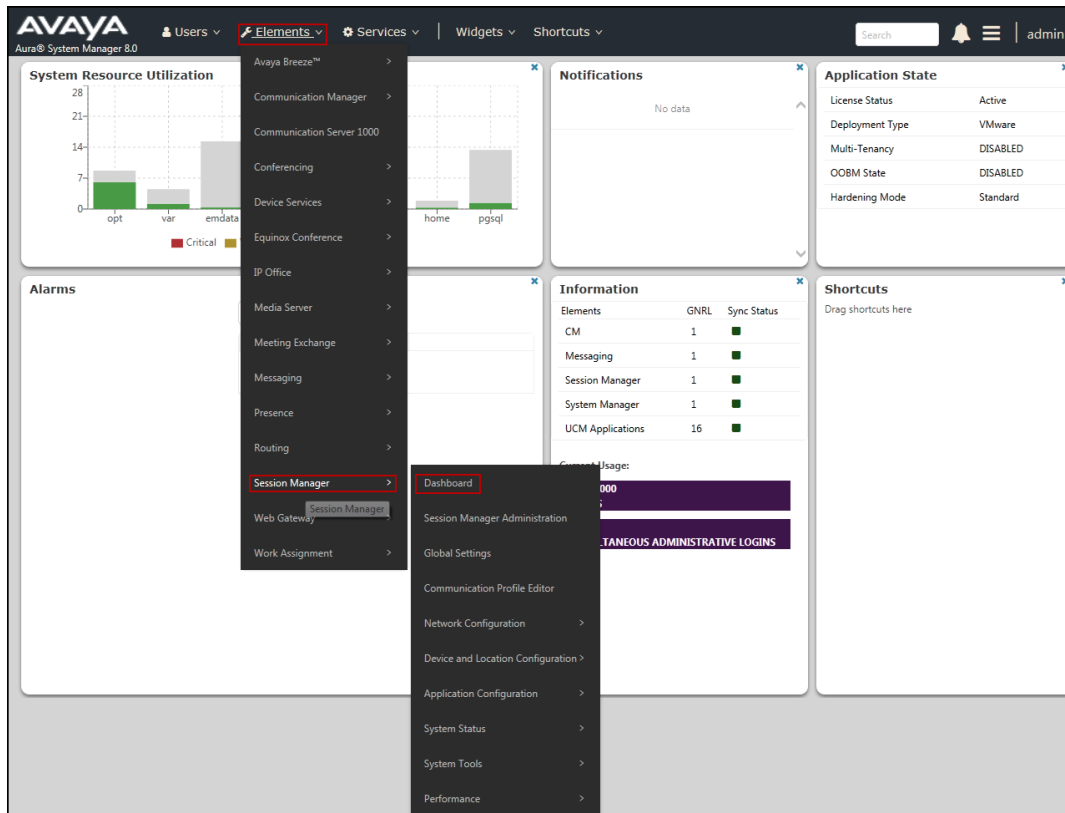 AVAYA
Aura® System Manager 8.0
Users
Elements
Services
Widgets
Shortcuts
Search
admin
System Resource Utilization
28
21
14
7
0
opt
var
emdata
home
pgsql
Critical
Avaya Breeze™
Communication Manager
Communication Server 1000
Conferencing
Device Services
Equinox Conference
IP Office
Media Server
Meeting Exchange
Messaging
Presence
Routing
Session Manager
Session Manager
Web Gateway
Work Assignment
Dashboard
Session Manager Administration
Global Settings
Communication Profile Editor
Network Configuration
Device and Location Configuration
Application Configuration
System Status
System Tools
Performance
Notifications
No data
Application State
License Status Active
Deployment Type VMware
Multi-Tenancy DISABLED
OOBM State DISABLED
Hardening Mode Standard
Alarms
Information
Elements GNRL Sync Status
CM 1
Messaging 1
Session Manager 1
System Manager 1
UCM Applications 16
Usage:
000
TANEOUS ADMINISTRATIVE LOGINS
Shortcuts
Drag shortcuts here